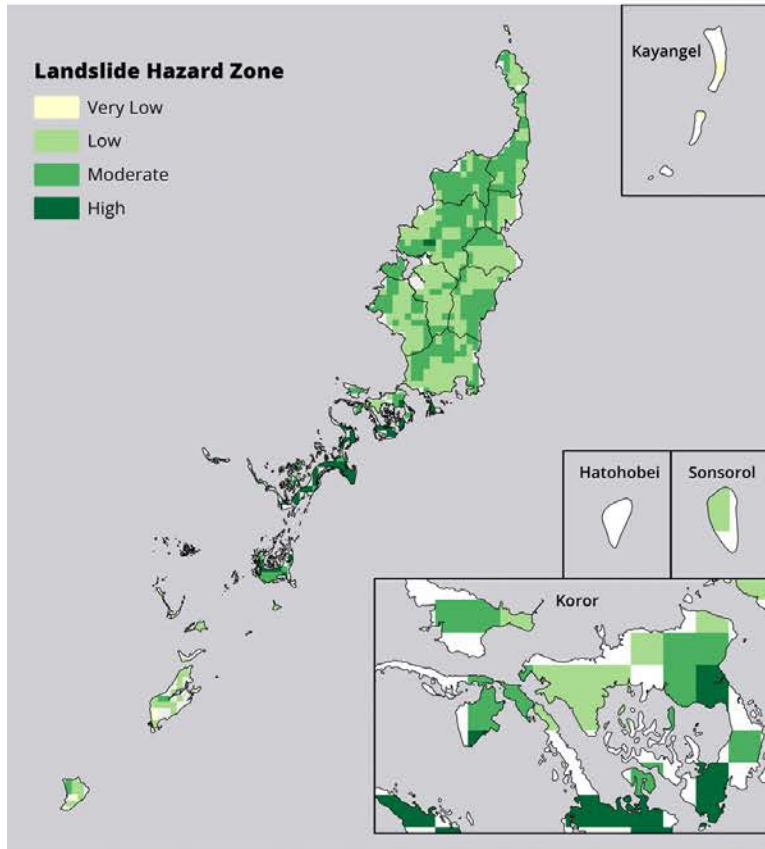 Landslide Hazard Zone
Very Low
Low
Moderate
High
Kayangel
Hatohobei
Sonsorol
Koror